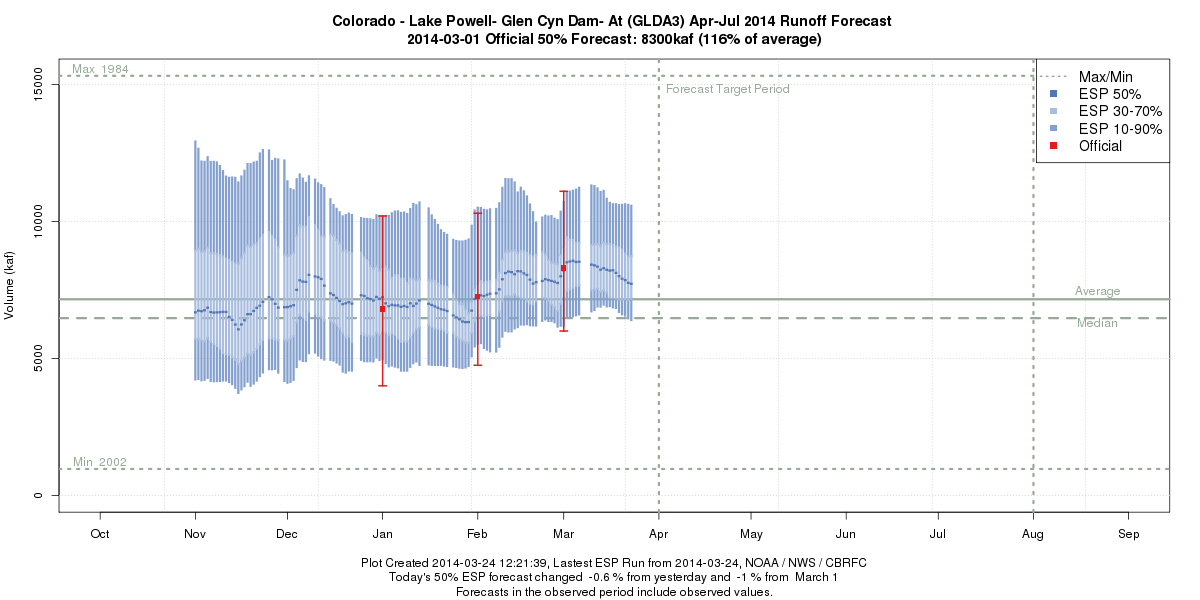 Colorado - Lake Powell- Glen Cyn Dam- At (GLDA3) Apr-Jul 2014 Runoff Forecast
2014-03-01 Official 50% Forecast: 8300kaf (116% of average)
Max 1984
Forecast Target Period
Max/Min
ESP 50%
ESP 30-70%
ESP 10-90%
Official
Average
Median
Min 2002
Volume (kaf)
15000
10000
5000
0
Oct Nov Dec Jan Feb Mar Apr May Jun Jul Aug Sep
Plot Created 2014-03-24 12:21:39, Lastest ESP Run from 2014-03-24, NOAA / NWS / CBRFC
Today's 50% ESP forecast changed -0.6 % from yesterday and -1 % from March 1
Forecasts in the observed period include observed values.